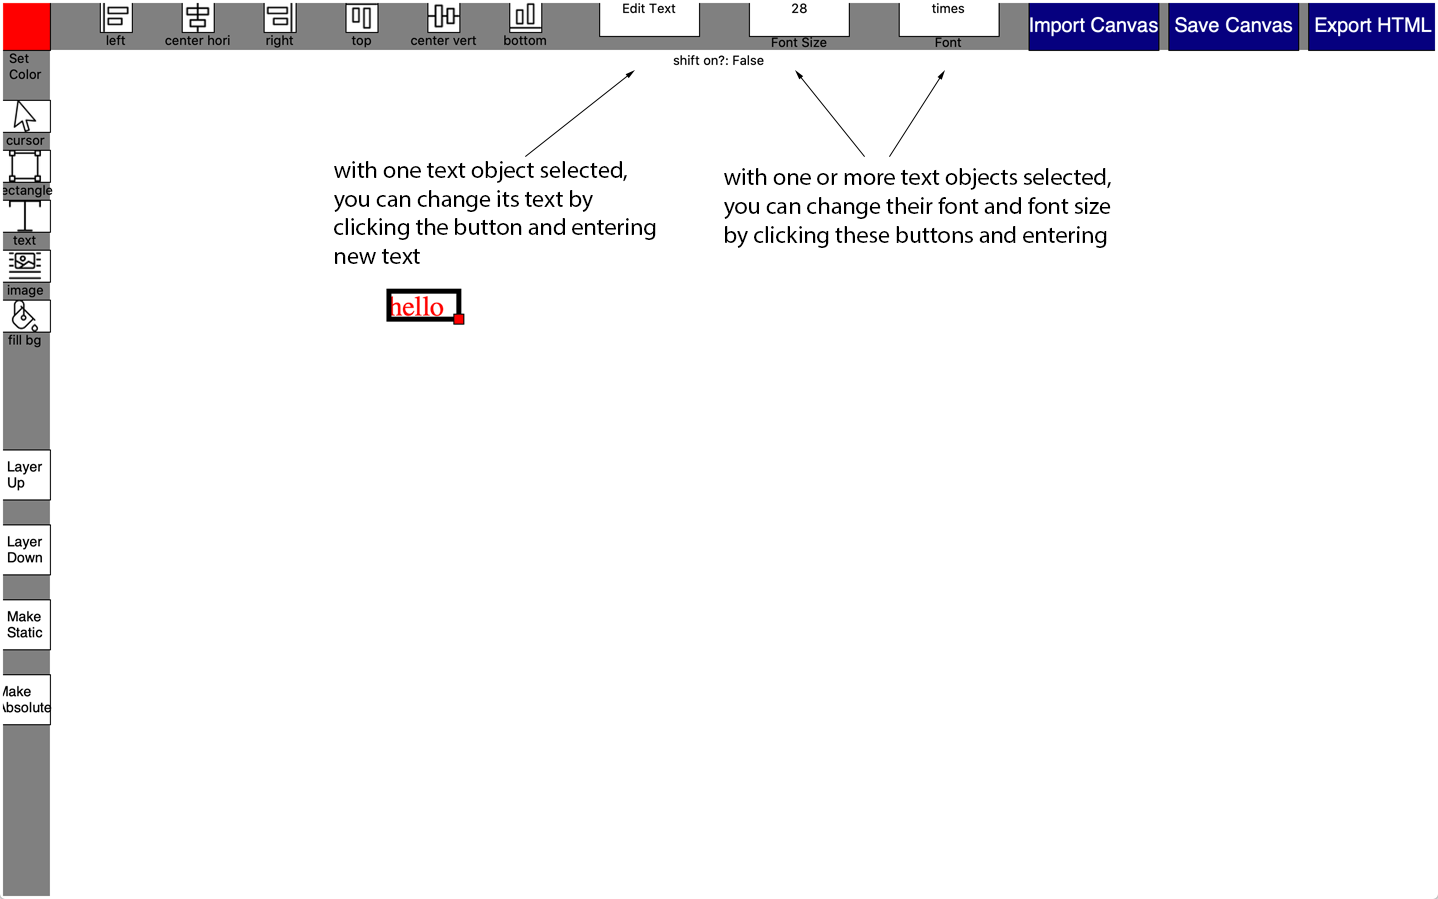 Edit Text
28
times
left
center hori
right
top
center vert
bottom
Font Size
Font
Import Canvas
Save Canvas
Export HTML
shift on?: False
Set
Color
cursor
ectangle
text
image
fill bg
Layer
Up
Layer
Down
Make
Static
Make
Absolute
with one text object selected,
you can change its text by
clicking the button and entering
new text
with one or more text objects selected,
you can change their font and font size
by clicking these buttons and entering
hello